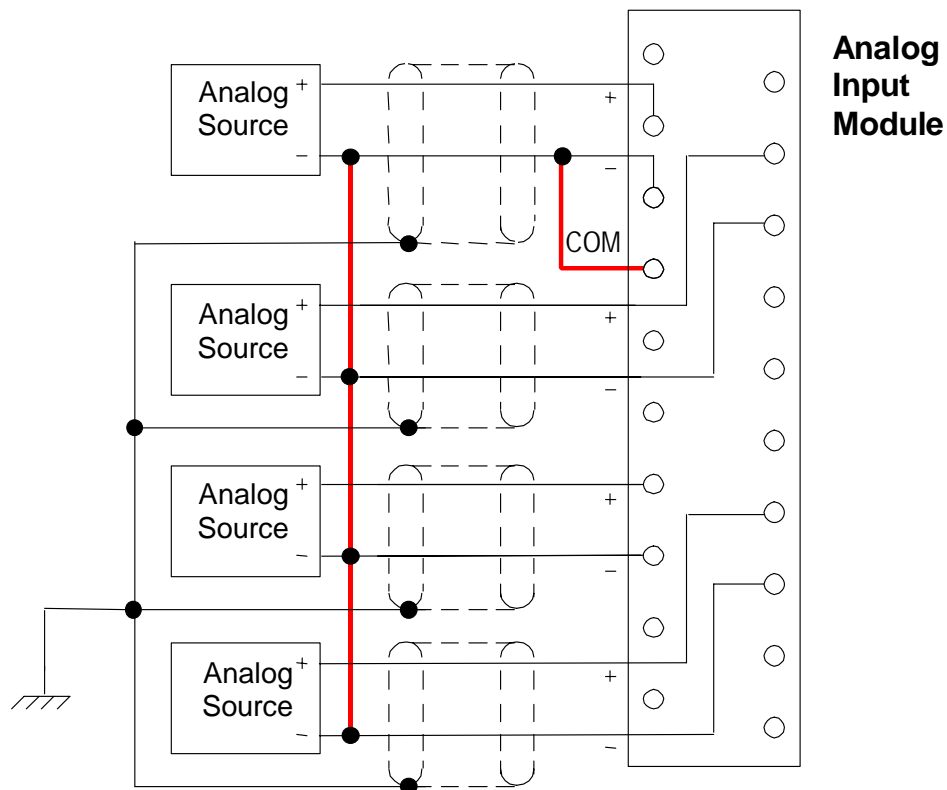 Analog
Input
Module
Analog
Source
+
−
+
−
COM
Analog
Source
+
−
+
−
Analog
Source
+
−
+
−
Analog
Source
+
−
+
−